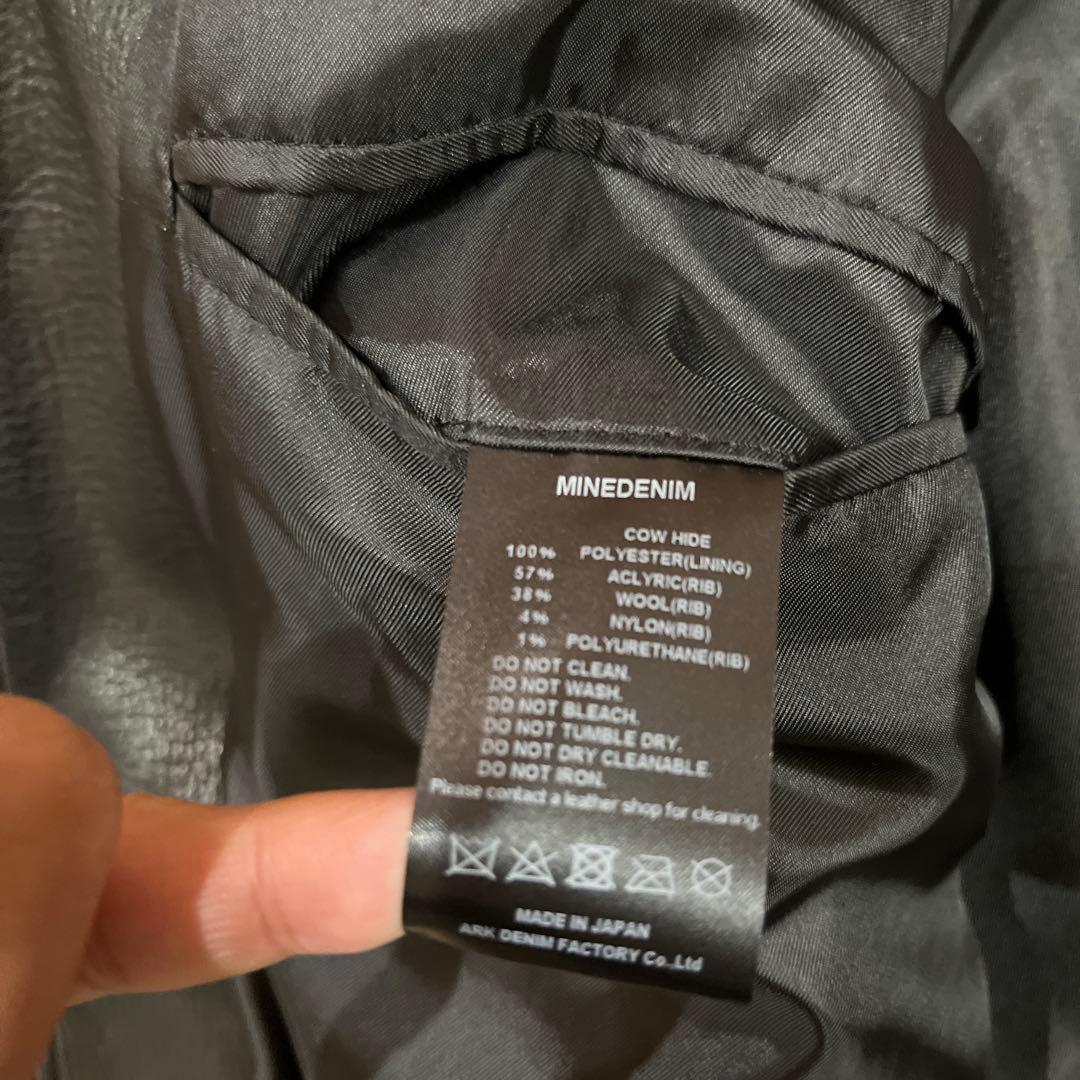 MINEDENIM
COW HIDE
100% POLYESTER(LINING)
57% ACLYRIC(RIB)
38% WOOL(RIB)
4% NYLON(RIB)
1% POLYURETHANE(RIB)
DO NOT CLEAN.
DO NOT WASH.
DO NOT BLEACH.
DO NOT TUMBLE DRY.
DO NOT DRY CLEANABLE.
DO NOT IRON.
Please contact a leather shop for cleaning.
MADE IN JAPAN
ARK DENIM FACTORY Co.,Ltd